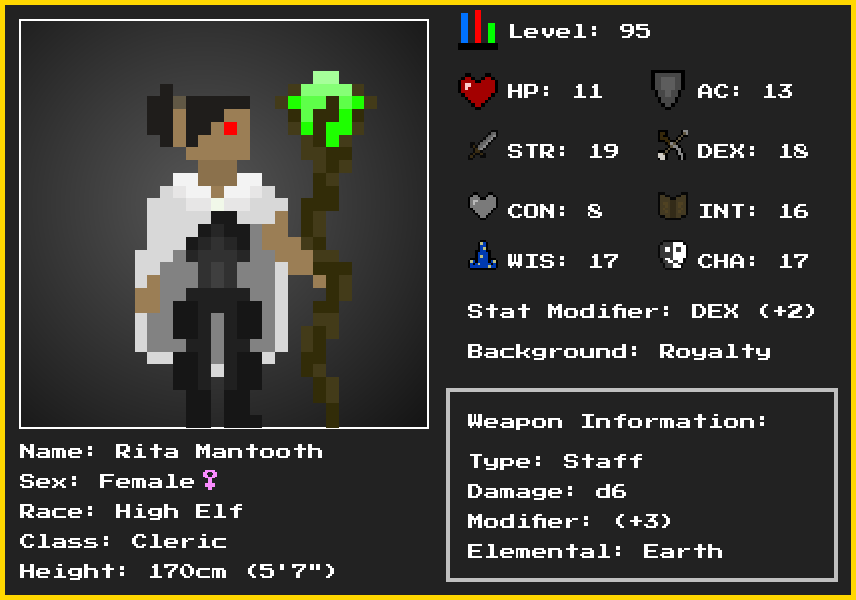 Level: 95
HP: 11
AC: 13
STR: 19
DEX: 18
CON: 8
INT: 16
WIS: 17
CHA: 17
Stat Modifier: DEX (+2)
Background: Royalty
Name: Rita Mantooth
Sex: Female♀
Race: High Elf
Class: Cleric
Height: 170cm (5'7")
Weapon Information:
Type: Staff
Damage: d6
Modifier: (+3)
Elemental: Earth